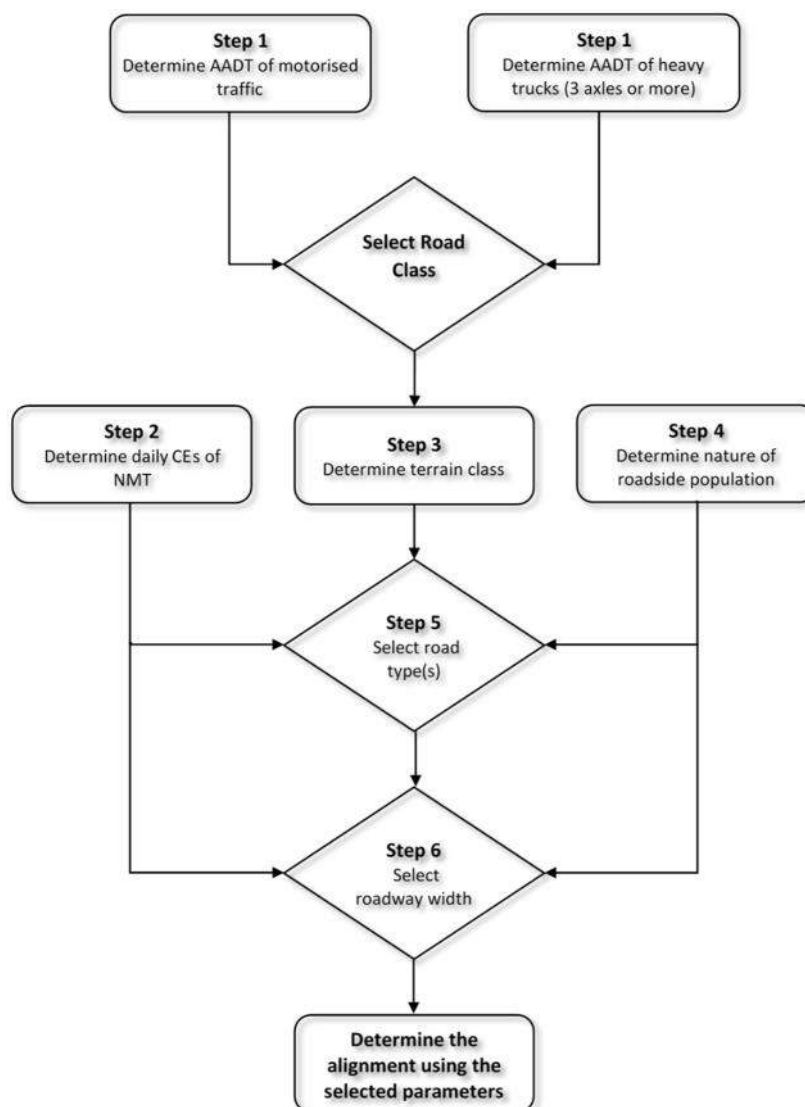 Step 1
Determine AADT of motorised
traffic
Step 1
Determine AADT of heavy
trucks (3 axles or more)
Select Road
Class
Step 2
Determine daily CEs of
NMT
Step 3
Determine terrain class
Step 4
Determine nature of
roadside population
Step 5
Select road
type(s)
Step 6
Select
roadway width
Determine the
alignment using the
selected parameters